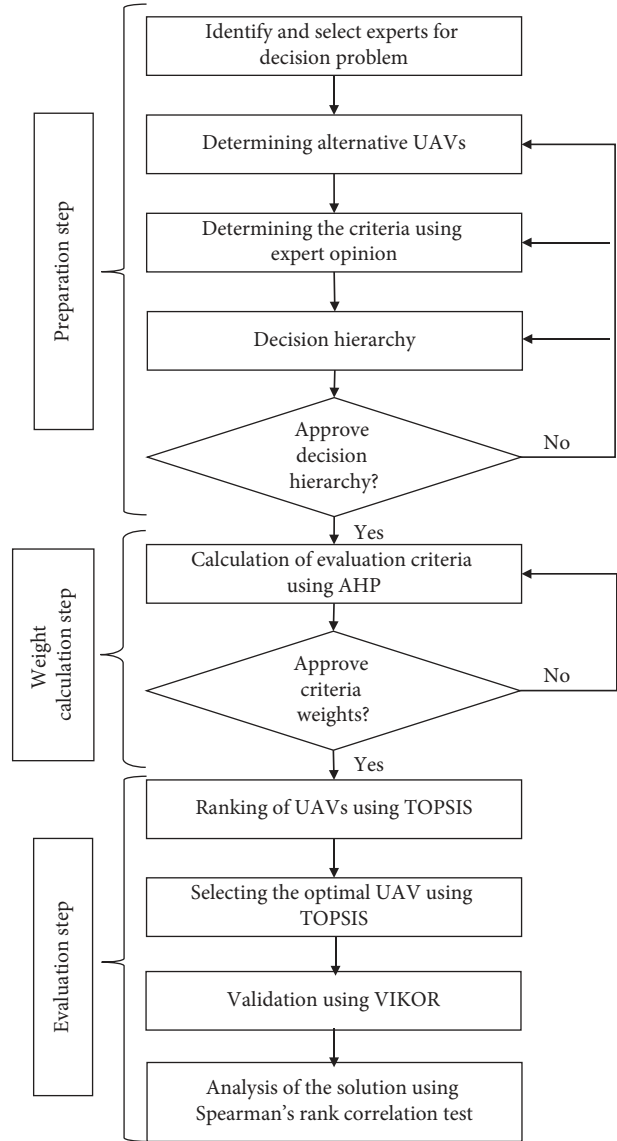 Identify and select experts for
decision problem
Determining alternative UAVs
Determining the criteria using
expert opinion
Preparation step
Decision hierarchy
Approve
decision
hierarchy?
No
Yes
Calculation of evaluation criteria
using AHP
Weight
calculation step
Approve
criteria
weights?
No
Yes
Ranking of UAVs using TOPSIS
Selecting the optimal UAV using
TOPSIS
Evaluation step
Validation using VIKOR
Analysis of the solution using
Spearman's rank correlation test